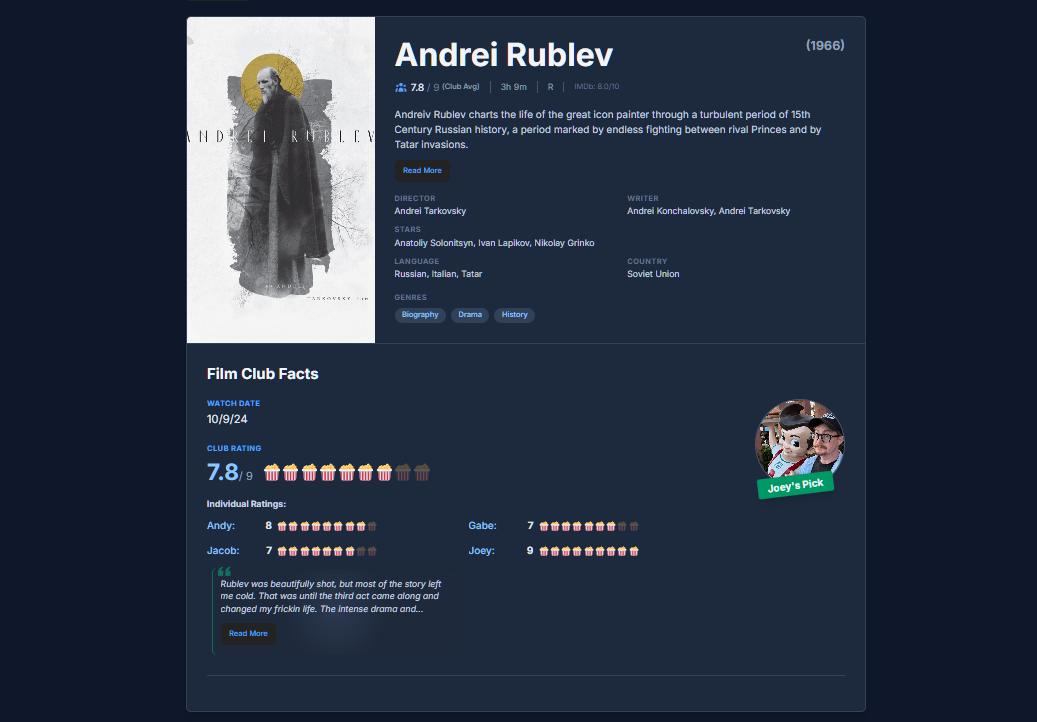 ANDREI RUBLEV
TARKOVSKY
Andrei Rublev
(1966)
7.8 / 9 (Club Avg) | 3h 9m | R | IMDb: 8.0/10
Andreiv Rublev charts the life of the great icon painter through a turbulent period of 15th
Century Russian history, a period marked by endless fighting between rival Princes and by
Tatar invasions.
Read More
DIRECTOR
Andrei Tarkovsky
WRITER
Andrei Konchalovsky, Andrei Tarkovsky
STARS
Anatoliy Solonitsyn, Ivan Lapikov, Nikolay Grinko
LANGUAGE
Russian, Italian, Tatar
COUNTRY
Soviet Union
GENRES
Biography
Drama
History
Film Club Facts
WATCH DATE
10/9/24
CLUB RATING
7.8/ 9
Joey's Pick
Individual Ratings:
Andy: 8
Gabe: 7
Jacob: 7
Joey: 9
“
Rublev was beautifully shot, but most of the story left
me cold. That was until the third act came along and
changed my frickin life. The intense drama and...
Read More